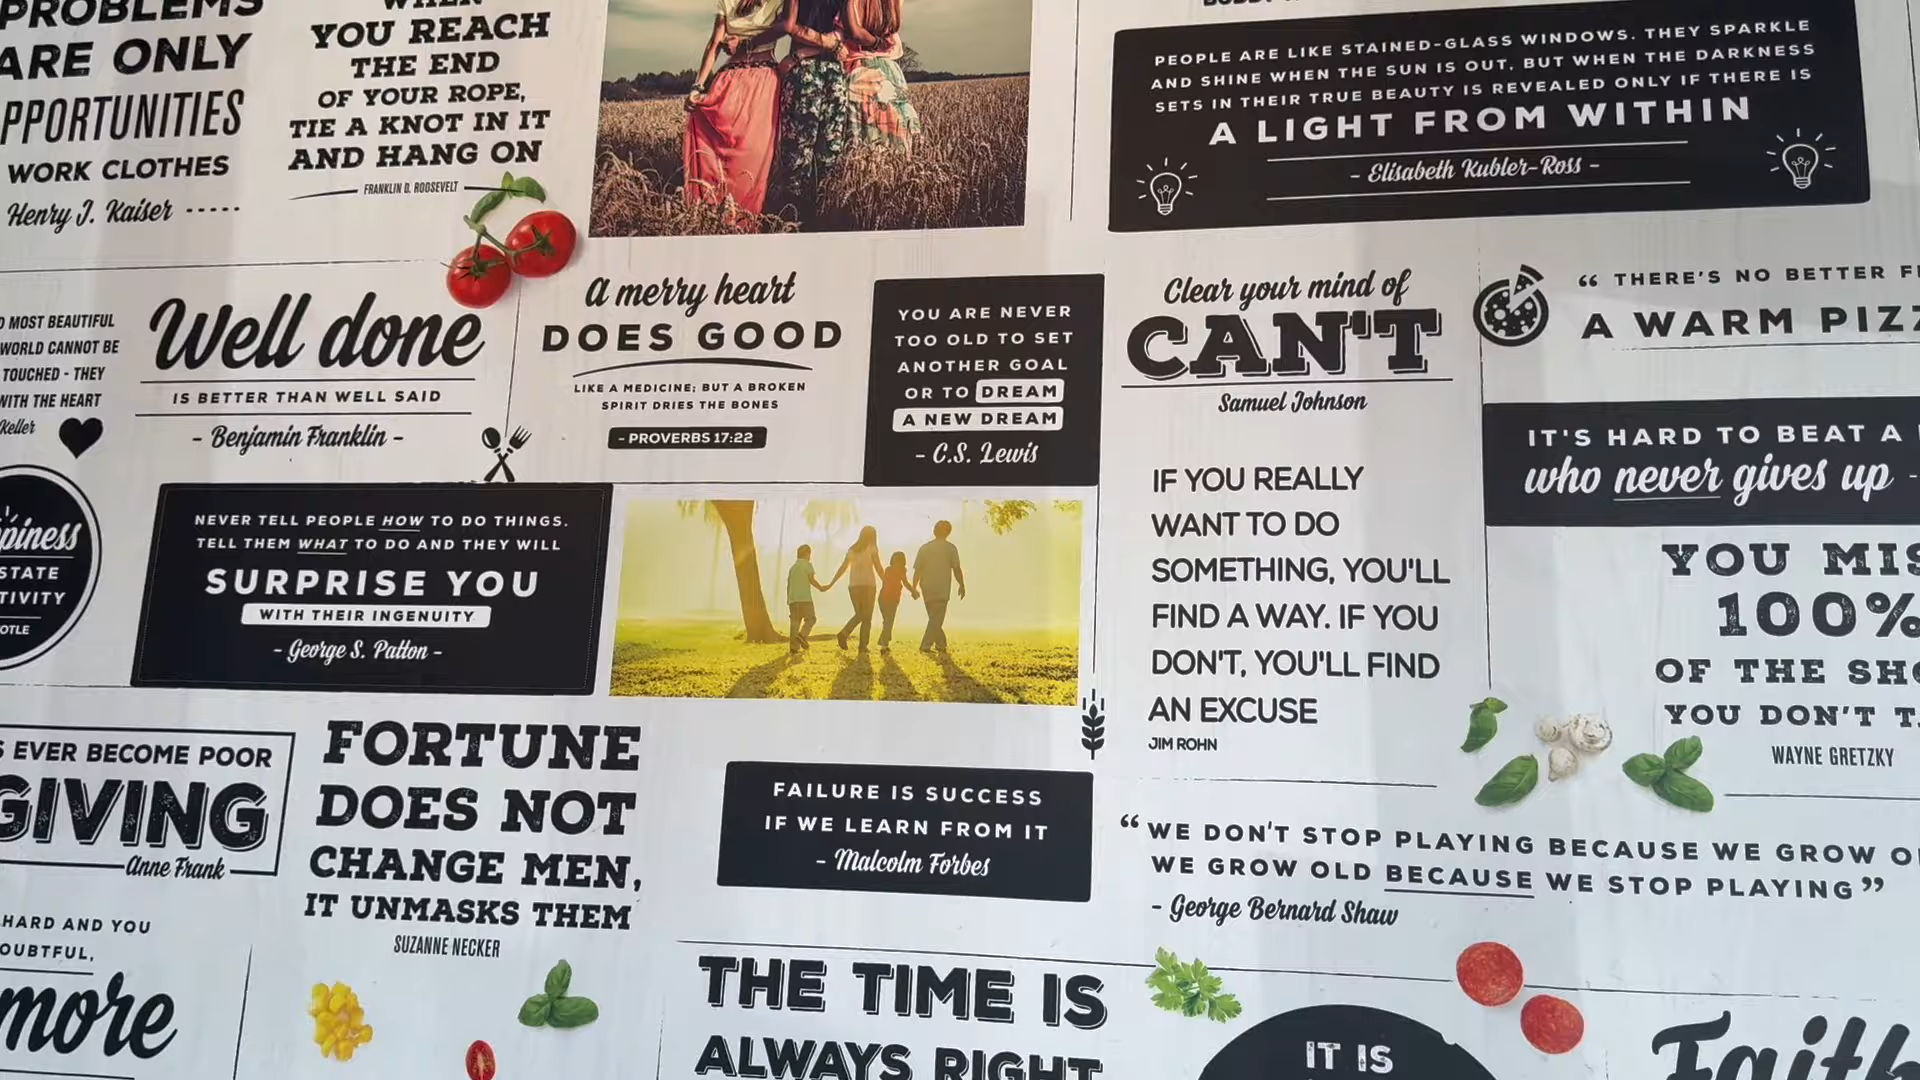 PROBLEMS
ARE ONLY
PPORTUNITIES
WORK CLOTHES
Henry J. Kaiser
WHEN
YOU REACH
THE END
OF YOUR ROPE,
TIE A KNOT IN IT
AND HANG ON
FRANKLIN D. ROOSEVELT
PEOPLE ARE LIKE STAINED-GLASS WINDOWS. THEY SPARKLE
AND SHINE WHEN THE SUN IS OUT, BUT WHEN THE DARKNESS
SETS IN THEIR TRUE BEAUTY IS REVEALED ONLY IF THERE IS
A LIGHT FROM WITHIN
- Elisabeth Kubler-Ross -
MOST BEAUTIFUL
WORLD CANNOT BE
TOUCHED - THEY
WITH THE HEART
Keller
Well done
IS BETTER THAN WELL SAID
- Benjamin Franklin -
A merry heart
DOES GOOD
LIKE A MEDICINE; BUT A BROKEN
SPIRIT DRIES THE BONES
- PROVERBS 17:22
YOU ARE NEVER
TOO OLD TO SET
ANOTHER GOAL
OR TO DREAM
A NEW DREAM
- C.S. Lewis
Clear your mind of
CAN'T
Samuel Johnson
“ THERE'S NO BETTER F
A WARM PIZZ
IT'S HARD TO BEAT A
who never gives up -
piness
STATE
TIVITY
OTLE
NEVER TELL PEOPLE HOW TO DO THINGS.
TELL THEM WHAT TO DO AND THEY WILL
SURPRISE YOU
WITH THEIR INGENUITY
- George S. Patton -
IF YOU REALLY
WANT TO DO
SOMETHING, YOU'LL
FIND A WAY. IF YOU
DON'T, YOU'LL FIND
AN EXCUSE
JIM ROHN
YOU MIS
100%
OF THE SHO
YOU DON'T T
WAYNE GRETZKY
S EVER BECOME POOR
GIVING
Anne Frank
FORTUNE
DOES NOT
CHANGE MEN,
IT UNMASKS THEM
SUZANNE NECKER
FAILURE IS SUCCESS
IF WE LEARN FROM IT
- Malcolm Forbes
“ WE DON'T STOP PLAYING BECAUSE WE GROW O
WE GROW OLD BECAUSE WE STOP PLAYING ”
- George Bernard Shaw
HARD AND YOU
OUBTFUL,
more
THE TIME IS
ALWAYS RIGHT
IT IS
Faith